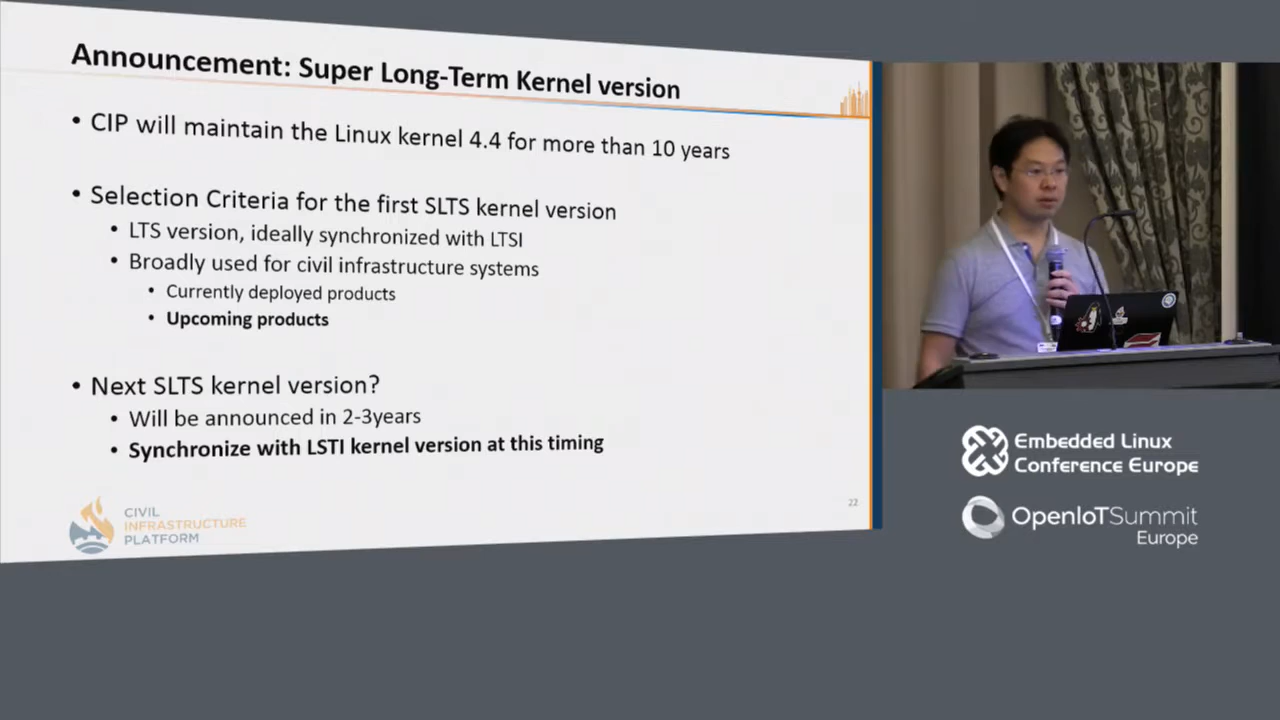 Announcement: Super Long-Term Kernel version
• CIP will maintain the Linux kernel 4.4 for more than 10 years
• Selection Criteria for the first SLTS kernel version
• LTS version, ideally synchronized with LTSI
• Broadly used for civil infrastructure systems
• Currently deployed products
• Upcoming products
• Next SLTS kernel version?
• Will be announced in 2-3years
• Synchronize with LSTI kernel version at this timing
CIVIL
INFRASTRUCTURE
PLATFORM
22
Embedded Linux
Conference Europe
OpenIoTSummit
Europe